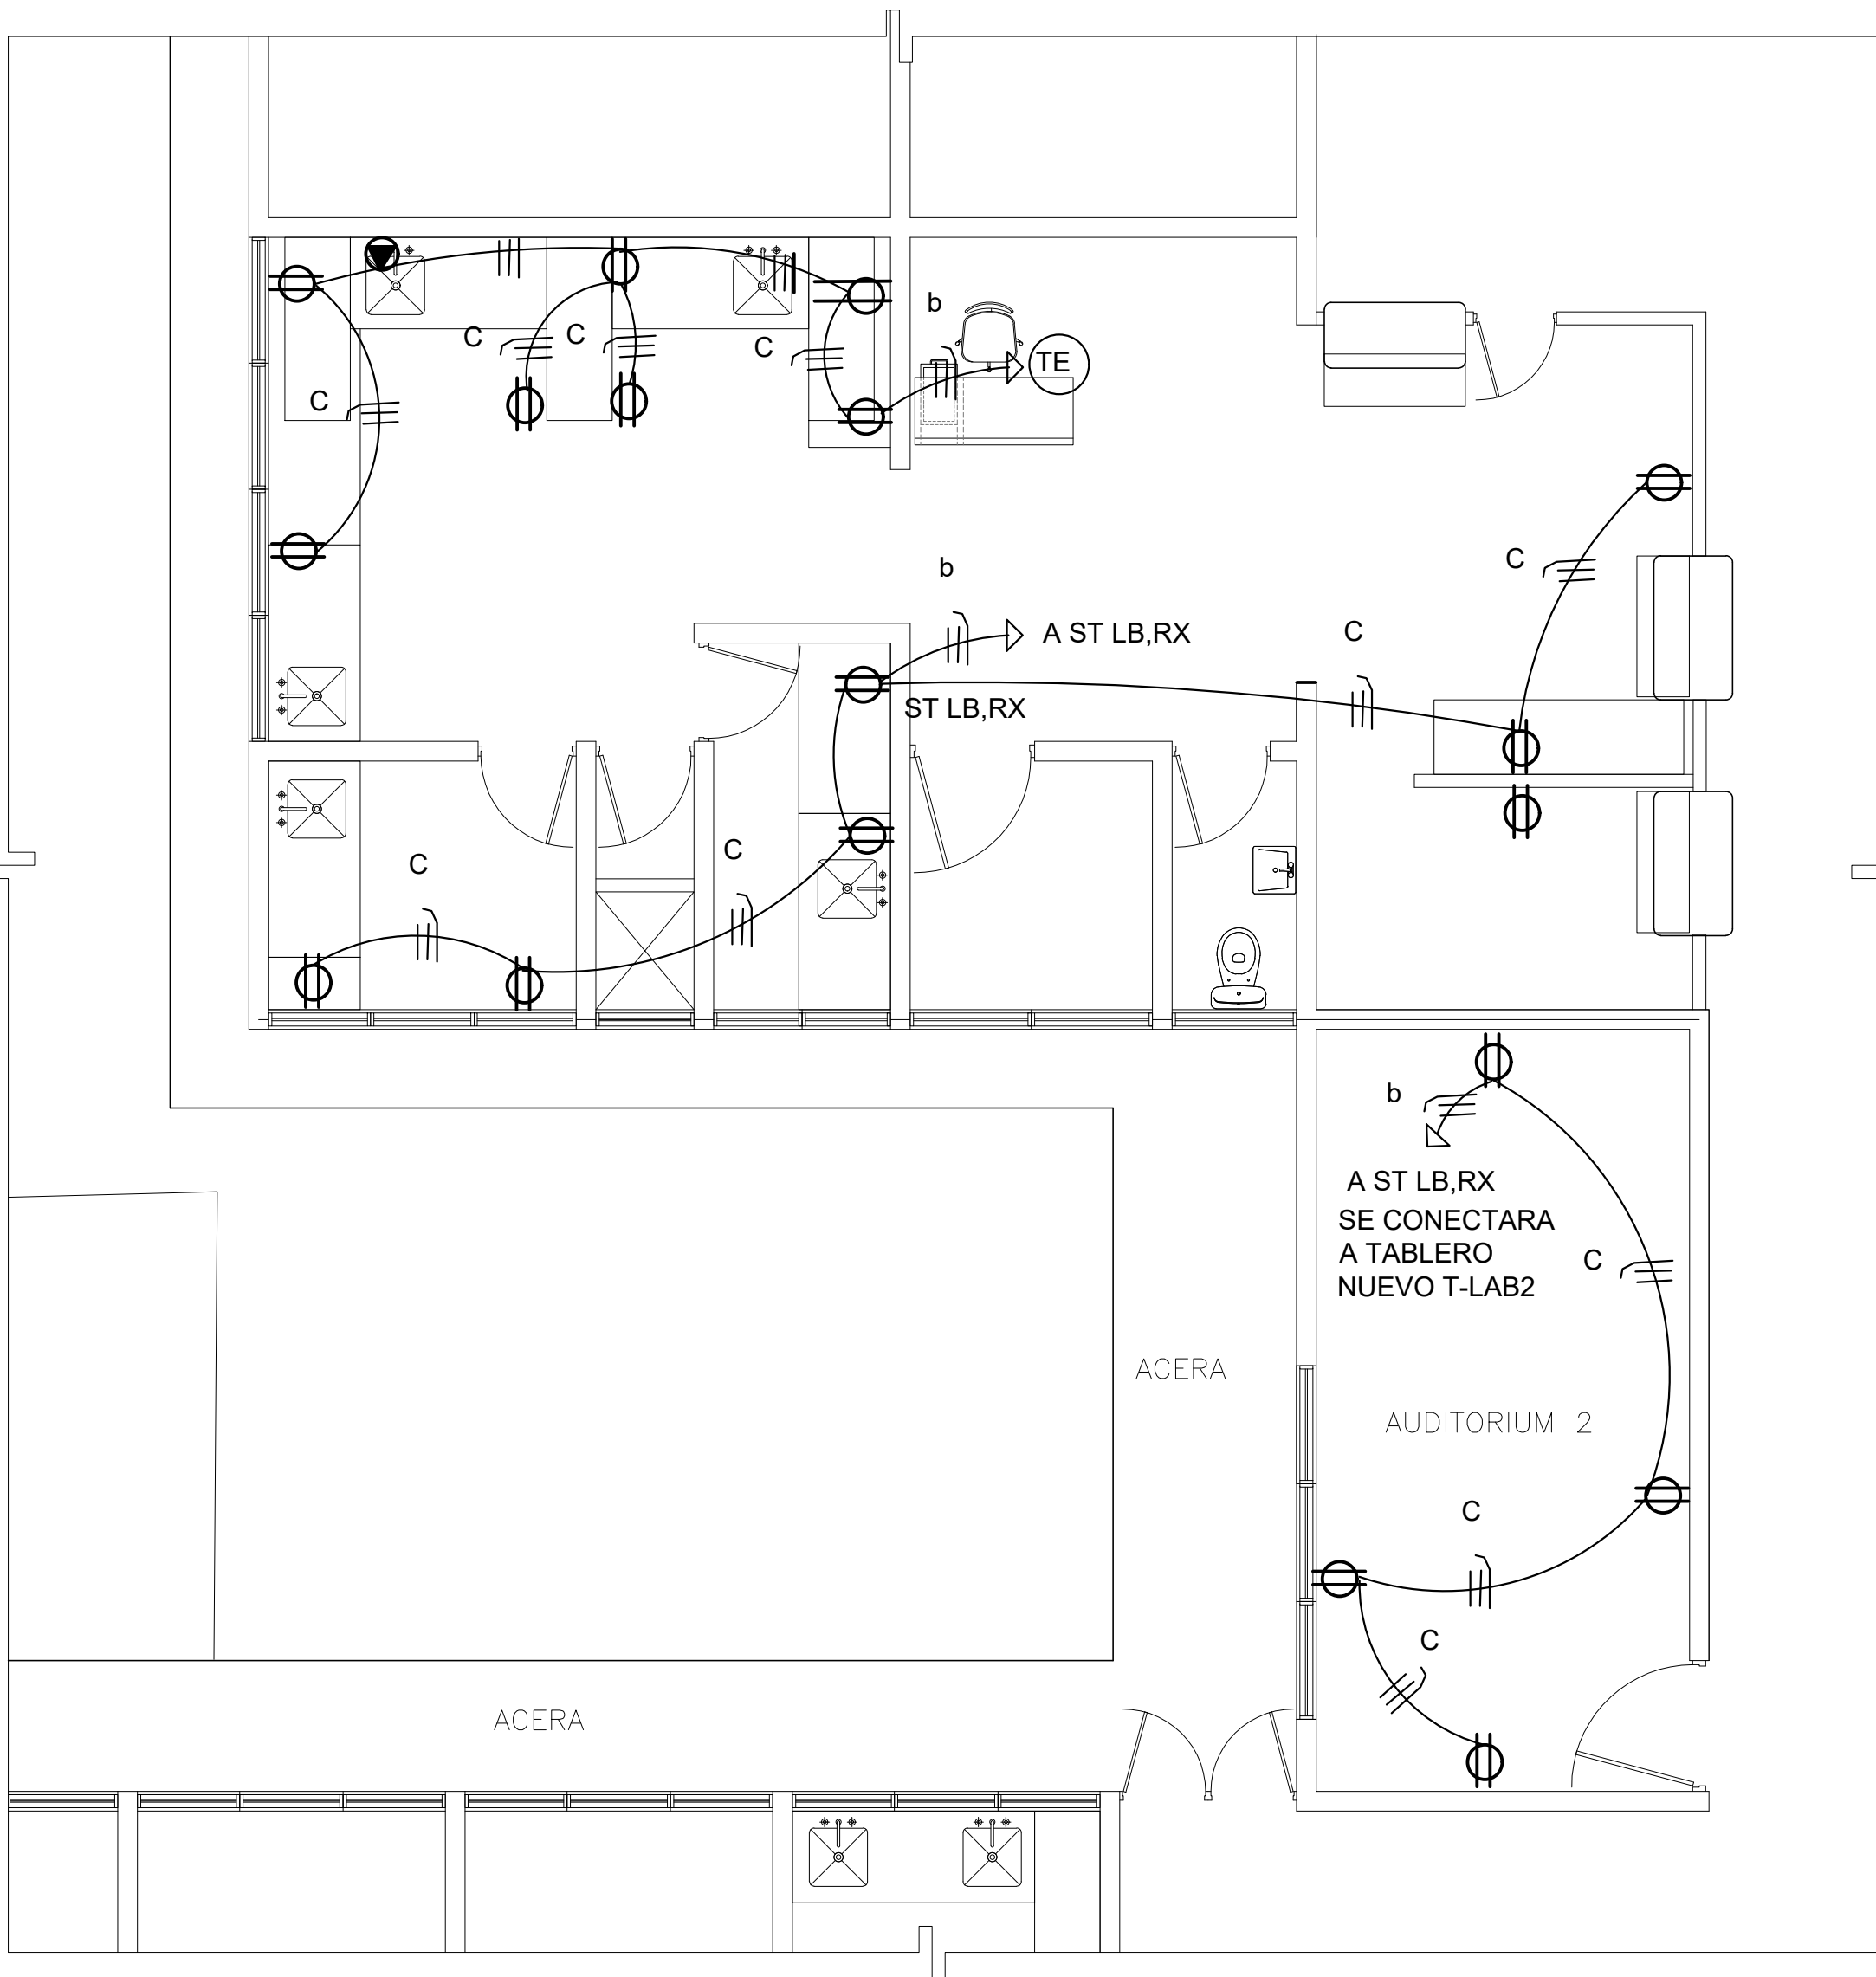 b
C
C
C
TE
C
C
b
A ST LB,RX
C
ST LB,RX
C
C
b
A ST LB,RX
SE CONECTARA
A TABLERO
NUEVO T-LAB2
C
ACERA
AUDITORIUM 2
C
C
ACERA